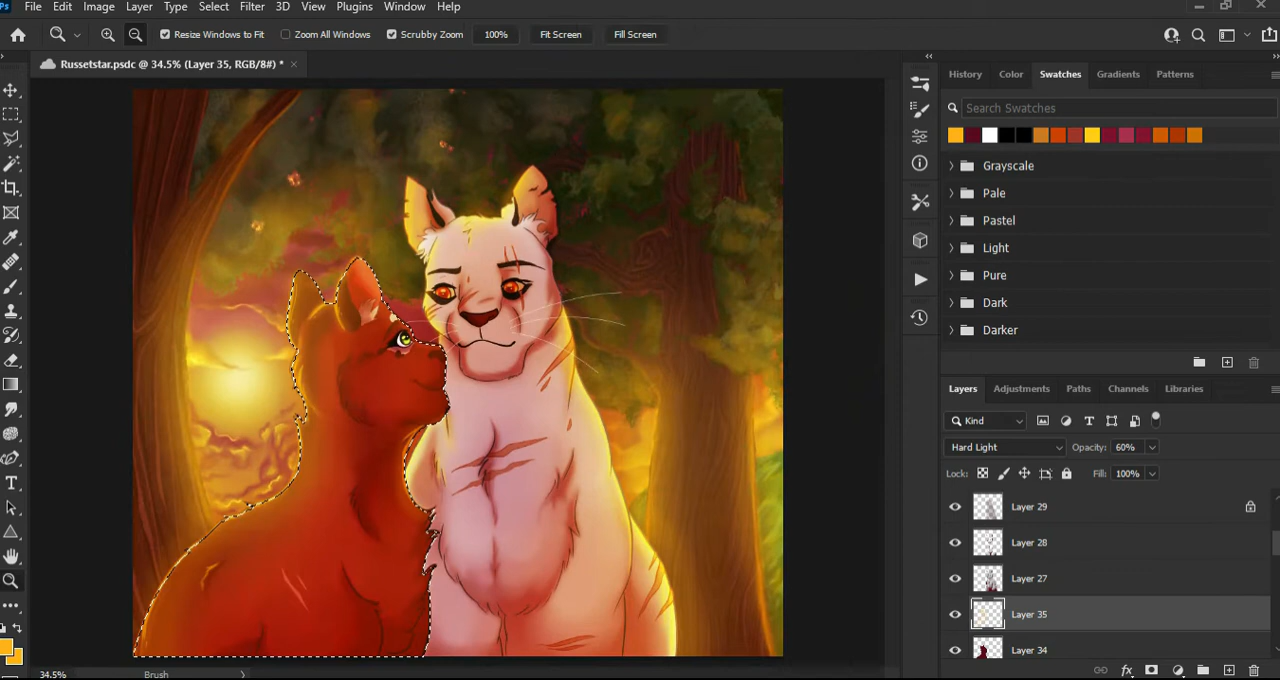 Ps File Edit Image Layer Type Select Filter 3D View Plugins Window Help
Resize Windows to Fit Zoom All Windows Scrubby Zoom 100% Fit Screen Fill Screen
Russetstar.psdc @ 34.5% (Layer 35, RGB/8#) * ×
History Color Swatches Gradients Patterns
Search Swatches
Grayscale
Pale
Pastel
Light
Pure
Dark
Darker
Layers Adjustments Paths Channels Libraries
Kind
Hard Light Opacity: 60%
Lock: Fill: 100%
Layer 29
Layer 28
Layer 27
Layer 35
Layer 34
fx
34.5% Brush